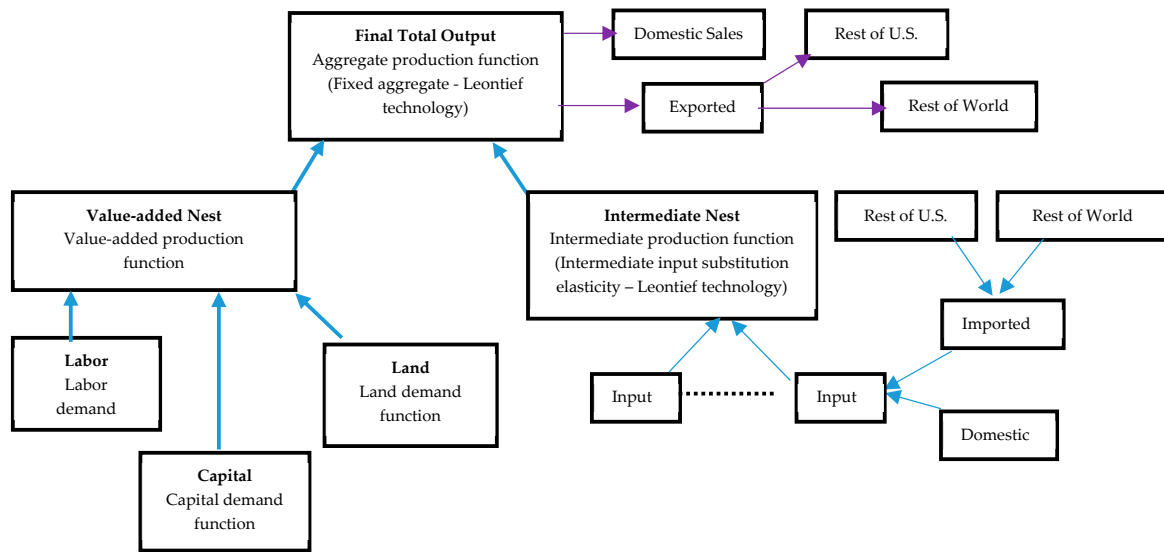 Final Total Output
Aggregate production function
(Fixed aggregate - Leontief
technology)
Domestic Sales
Rest of U.S.
Exported
Rest of World
Value-added Nest
Value-added production
function
Intermediate Nest
Intermediate production function
(Intermediate input substitution
elasticity – Leontief technology)
Rest of U.S.
Rest of World
Imported
Labor
Labor
demand
Land
Land demand
function
Input
Input
Domestic
Capital
Capital demand
function